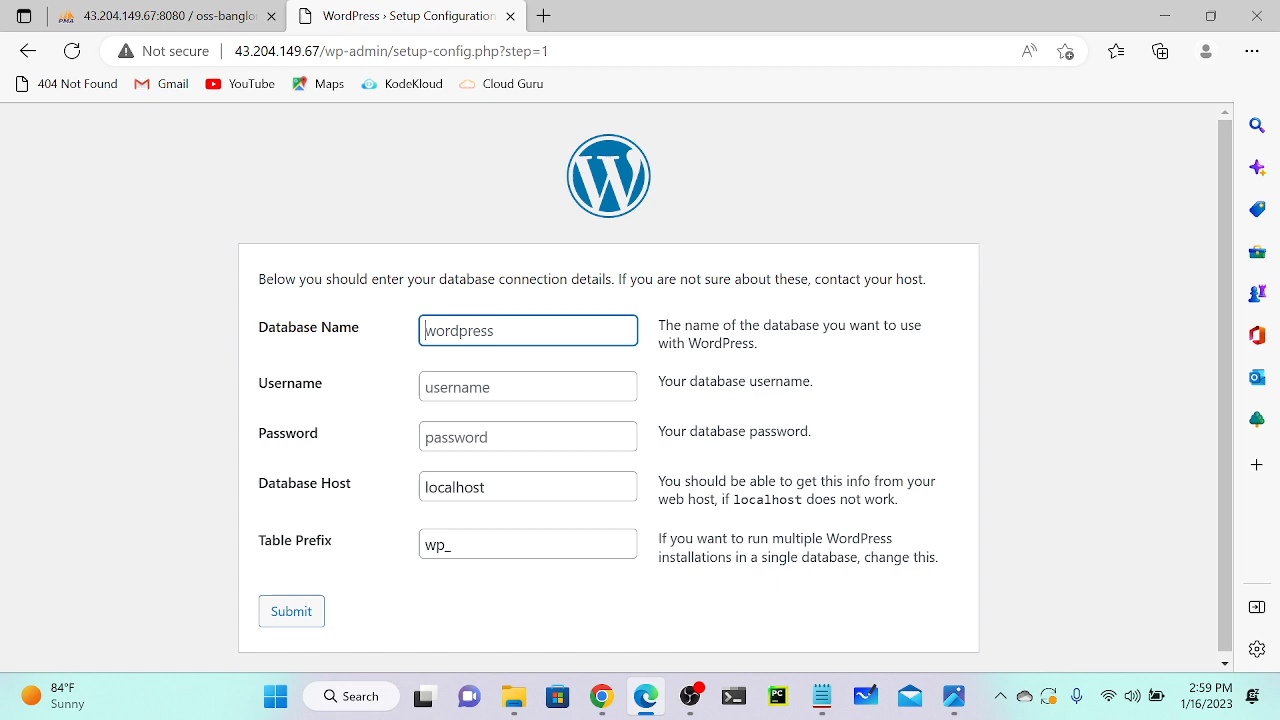 43.204.149.67:8080 / oss-banglo
WordPress › Setup Configuration
Not secure
43.204.149.67/wp-admin/setup-config.php?step=1
404 Not Found
Gmail
YouTube
Maps
KodeKloud
Cloud Guru
Below you should enter your database connection details. If you are not sure about these, contact your host.
Database Name
wordpress
The name of the database you want to use
with WordPress.
Username
username
Your database username.
Password
password
Your database password.
Database Host
localhost
You should be able to get this info from your
web host, if localhost does not work.
Table Prefix
wp_
If you want to run multiple WordPress
installations in a single database, change this.
Submit
84°F
Sunny
Search
2:59 PM
1/16/2023